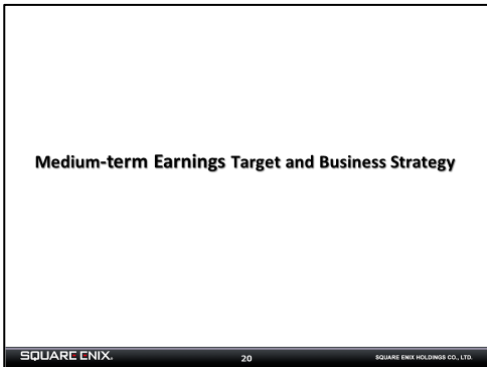 Medium-term Earnings Target and Business Strategy
SQUARE ENIX.
20
SQUARE ENIX HOLDINGS CO., LTD.